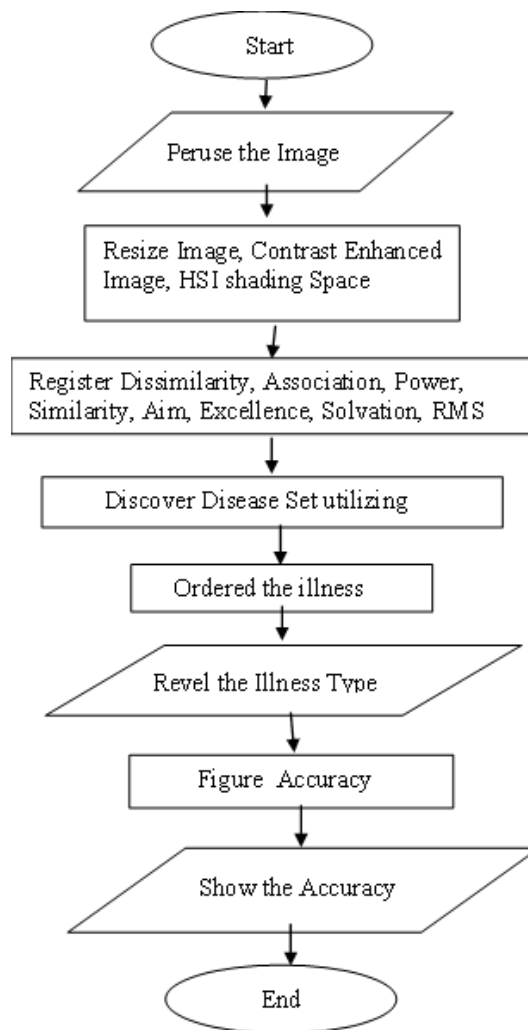 Start
Peruse the Image
Resize Image, Contrast Enhanced
Image, HSI shading Space
Register Dissimilarity, Association, Power,
Similarity, Aim, Excellence, Solvation, RMS
Discover Disease Set utilizing
Ordered the illness
Revel the Illness Type
Figure Accuracy
Show the Accuracy
End